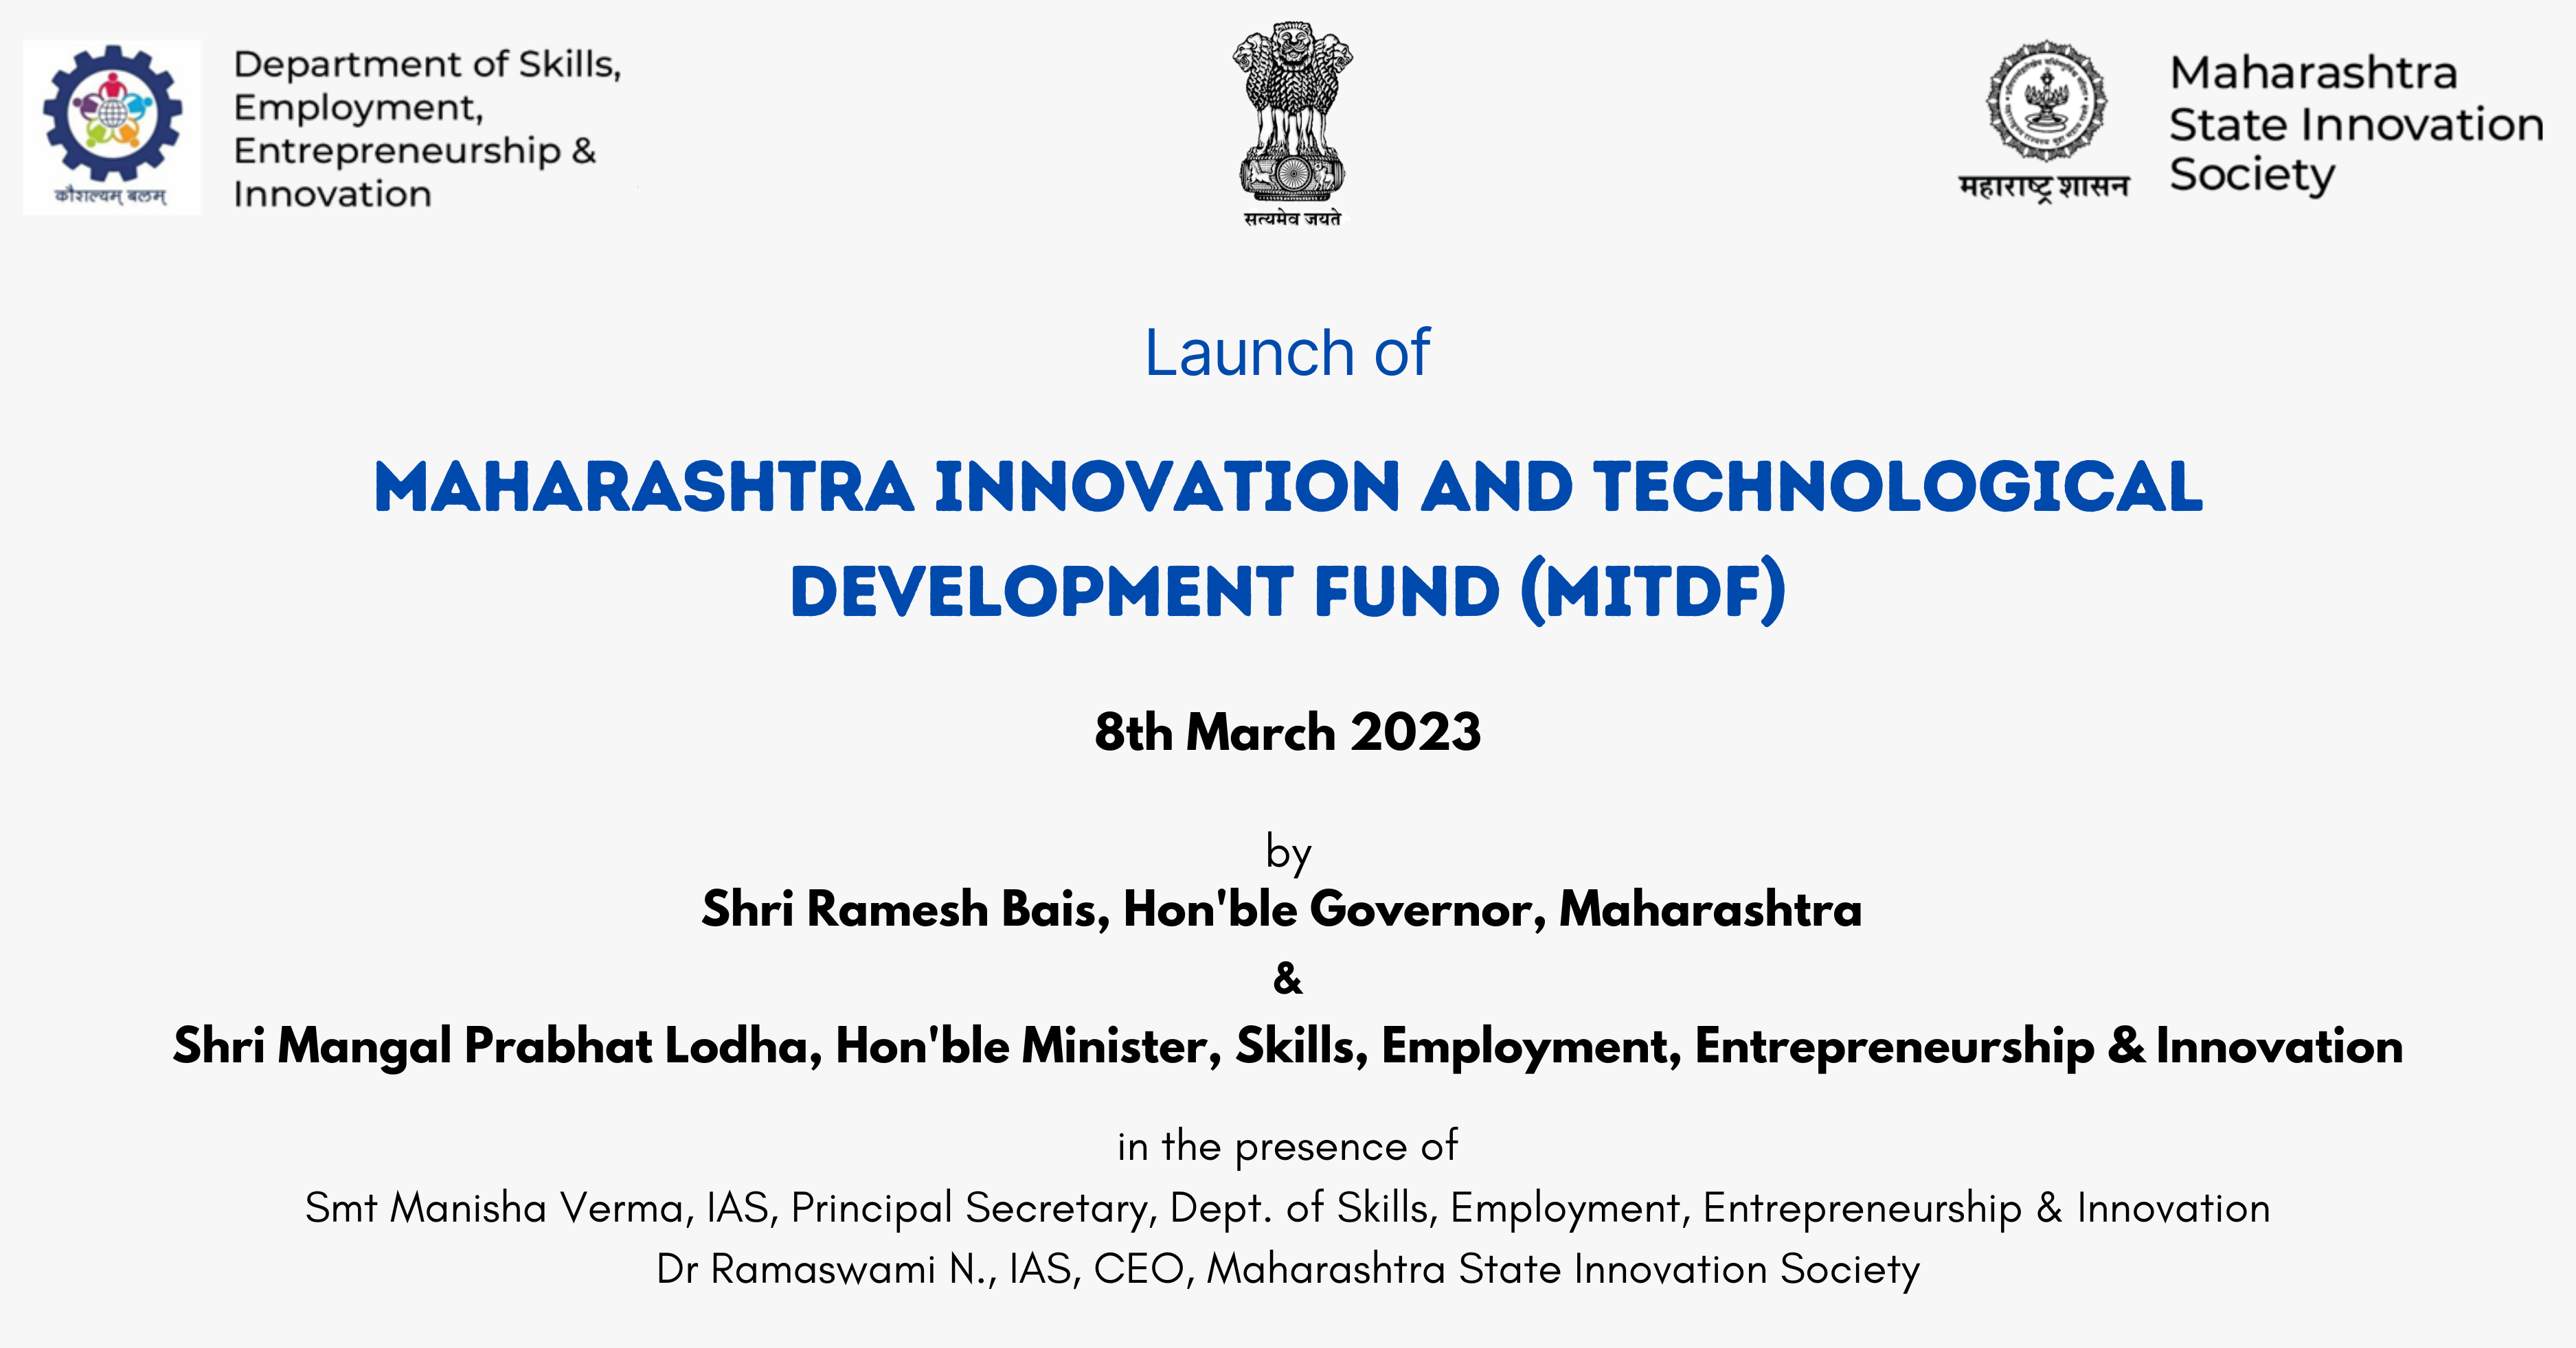 Department of Skills,
Employment,
Entrepreneurship &
Innovation
कौशल्यम् बलम्
सत्यमेव जयते
महाराष्ट्र शासन
Maharashtra
State Innovation
Society
Launch of
MAHARASHTRA INNOVATION AND TECHNOLOGICAL
DEVELOPMENT FUND (MITDF)
8th March 2023
by
Shri Ramesh Bais, Hon'ble Governor, Maharashtra
&
Shri Mangal Prabhat Lodha, Hon'ble Minister, Skills, Employment, Entrepreneurship & Innovation
in the presence of
Smt Manisha Verma, IAS, Principal Secretary, Dept. of Skills, Employment, Entrepreneurship & Innovation
Dr Ramaswami N., IAS, CEO, Maharashtra State Innovation Society